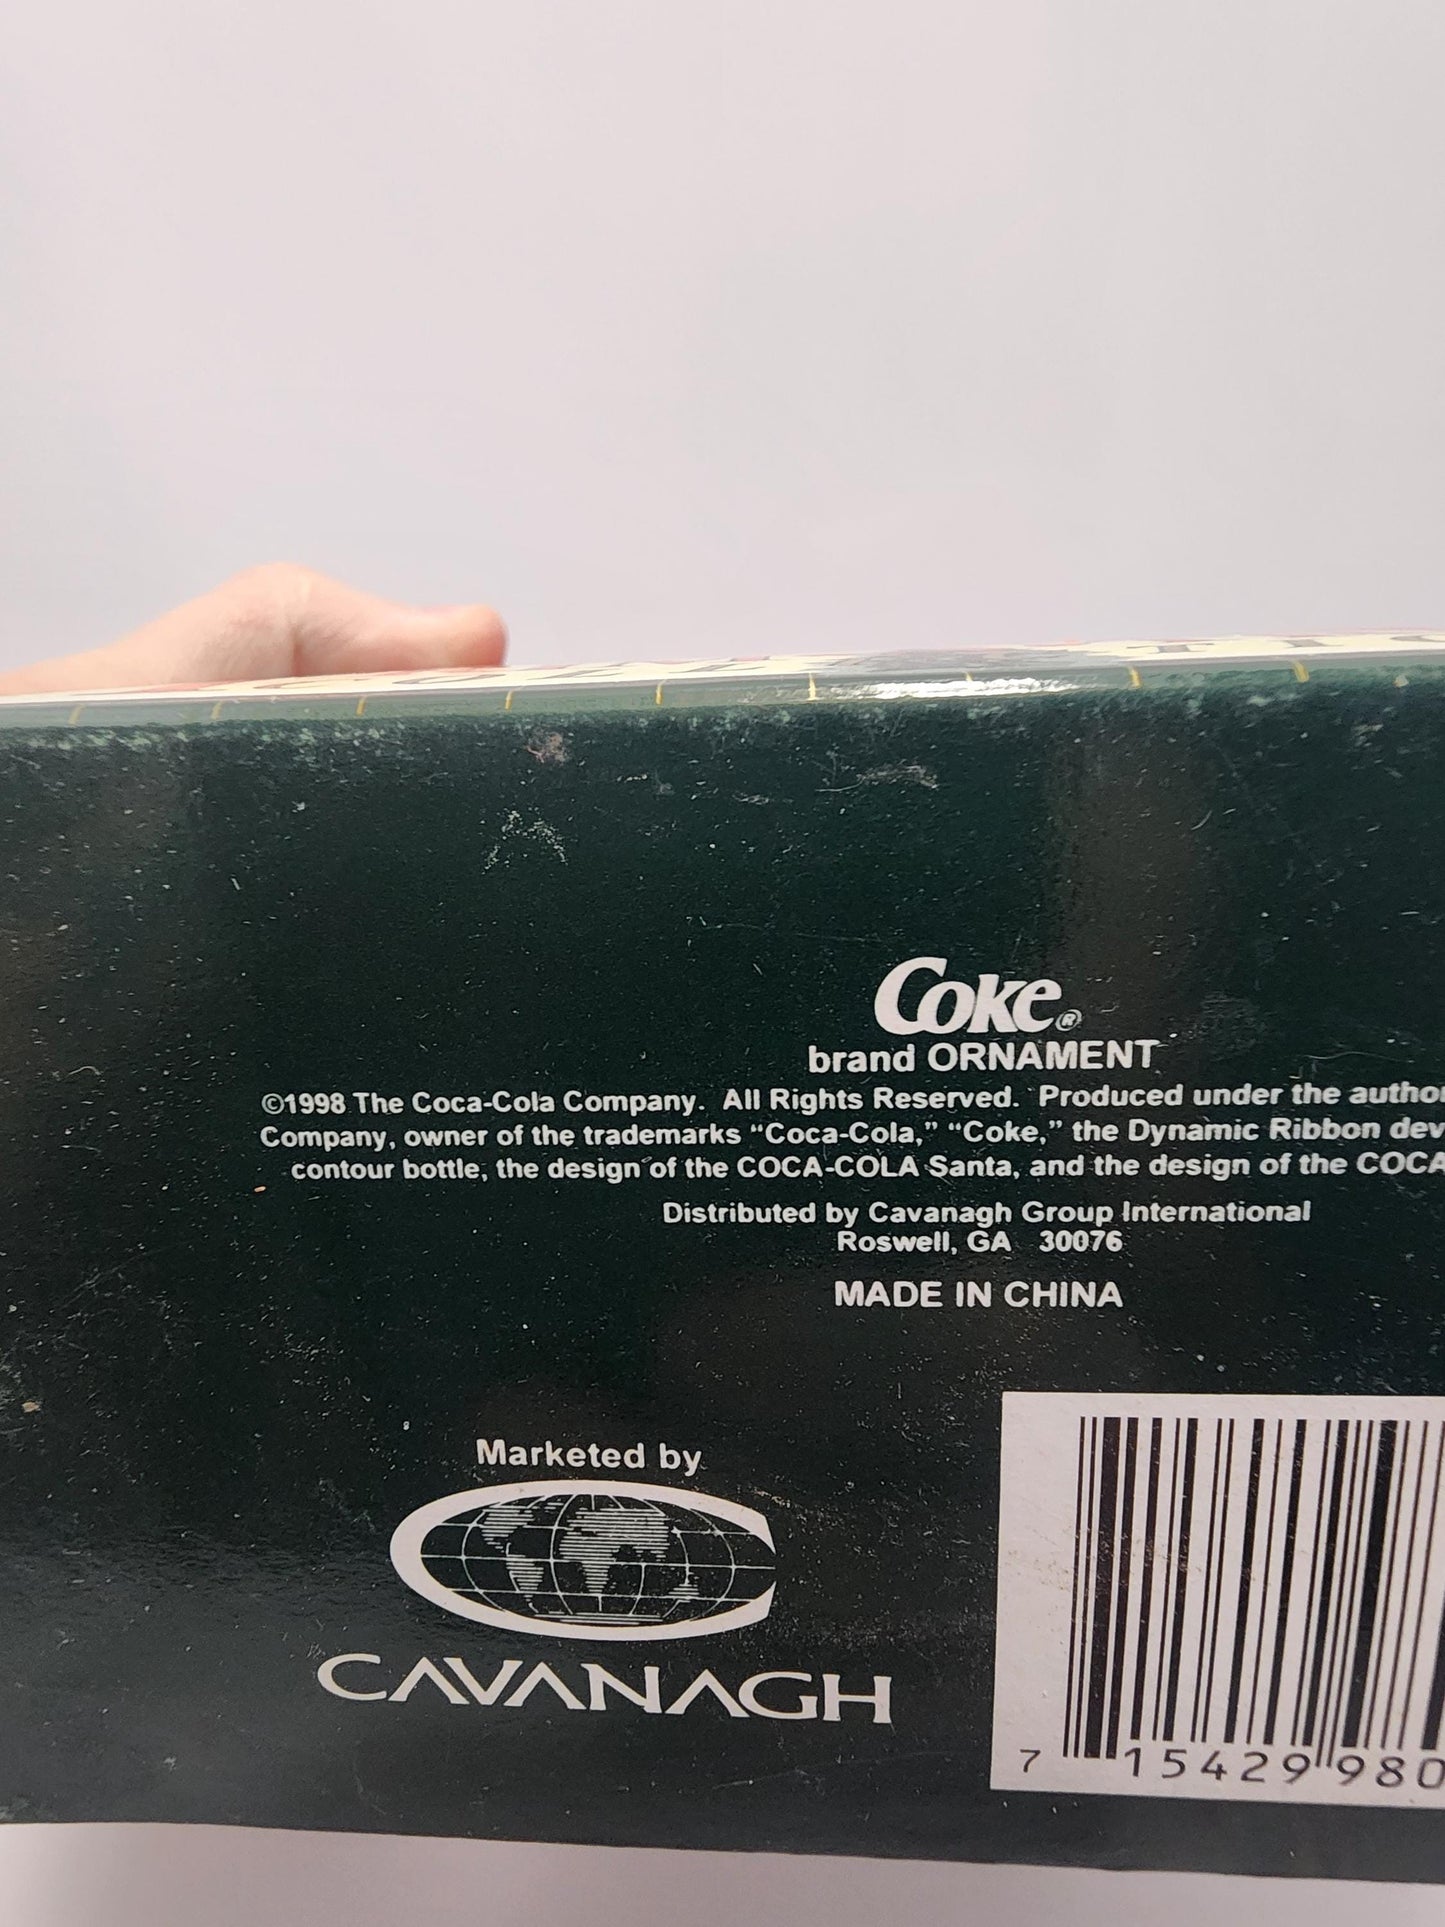 Coke®
brand ORNAMENT
©1998 The Coca-Cola Company. All Rights Reserved. Produced under the author
Company, owner of the trademarks “Coca-Cola,” “Coke,” the Dynamic Ribbon dev
contour bottle, the design of the COCA-COLA Santa, and the design of the COCA
Distributed by Cavanagh Group International
Roswell, GA 30076
MADE IN CHINA
Marketed by
CAVANAGH
7 15429 980